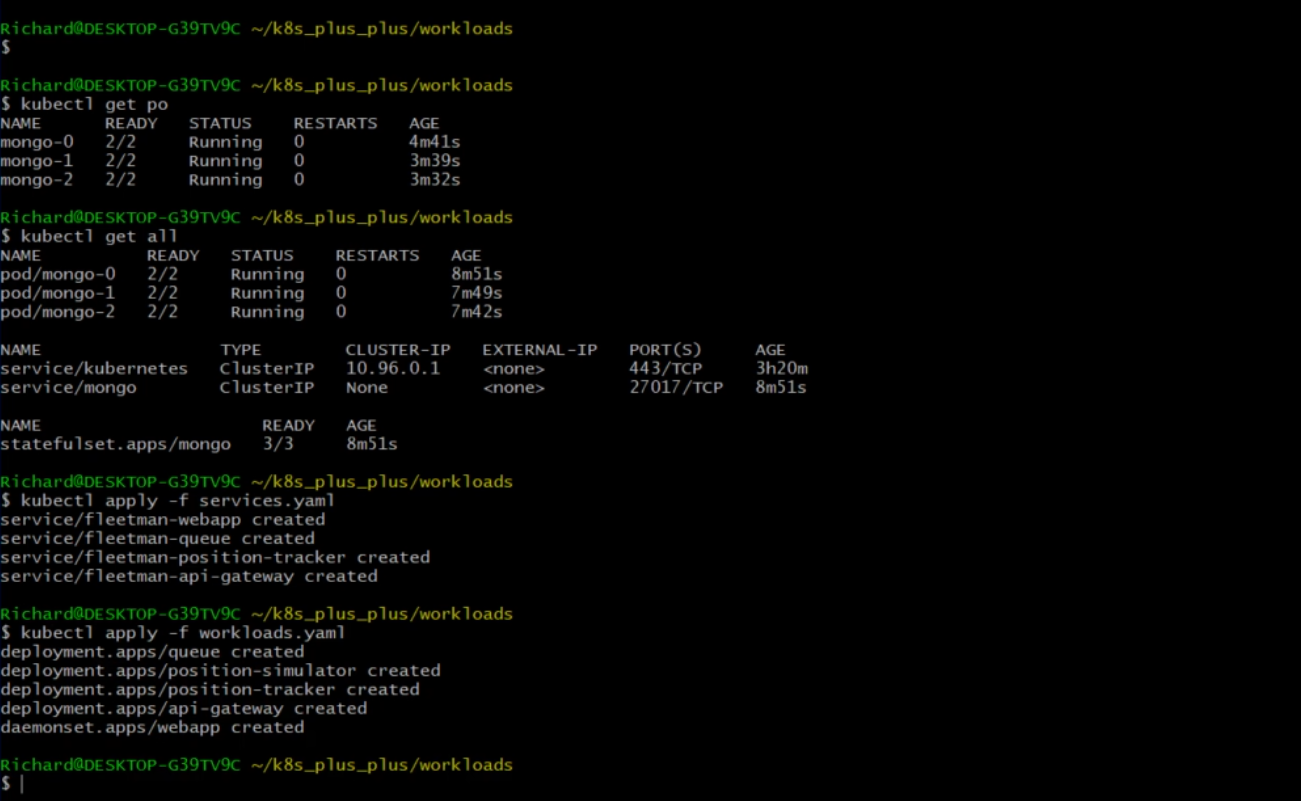 Richard@DESKTOP-G39TV9C ~/k8s_plus_plus/workloads
$
Richard@DESKTOP-G39TV9C ~/k8s_plus_plus/workloads
$ kubectl get po
NAME READY STATUS RESTARTS AGE
mongo-0 2/2 Running 0 4m41s
mongo-1 2/2 Running 0 3m39s
mongo-2 2/2 Running 0 3m32s
Richard@DESKTOP-G39TV9C ~/k8s_plus_plus/workloads
$ kubectl get all
NAME READY STATUS RESTARTS AGE
pod/mongo-0 2/2 Running 0 8m51s
pod/mongo-1 2/2 Running 0 7m49s
pod/mongo-2 2/2 Running 0 7m42s
NAME TYPE CLUSTER-IP EXTERNAL-IP PORT(S) AGE
service/kubernetes ClusterIP 10.96.0.1 <none> 443/TCP 3h20m
service/mongo ClusterIP None <none> 27017/TCP 8m51s
NAME READY AGE
statefulset.apps/mongo 3/3 8m51s
Richard@DESKTOP-G39TV9C ~/k8s_plus_plus/workloads
$ kubectl apply -f services.yaml
service/fleetman-webapp created
service/fleetman-queue created
service/fleetman-position-tracker created
service/fleetman-api-gateway created
Richard@DESKTOP-G39TV9C ~/k8s_plus_plus/workloads
$ kubectl apply -f workloads.yaml
deployment.apps/queue created
deployment.apps/position-simulator created
deployment.apps/position-tracker created
deployment.apps/api-gateway created
daemonset.apps/webapp created
Richard@DESKTOP-G39TV9C ~/k8s_plus_plus/workloads
$